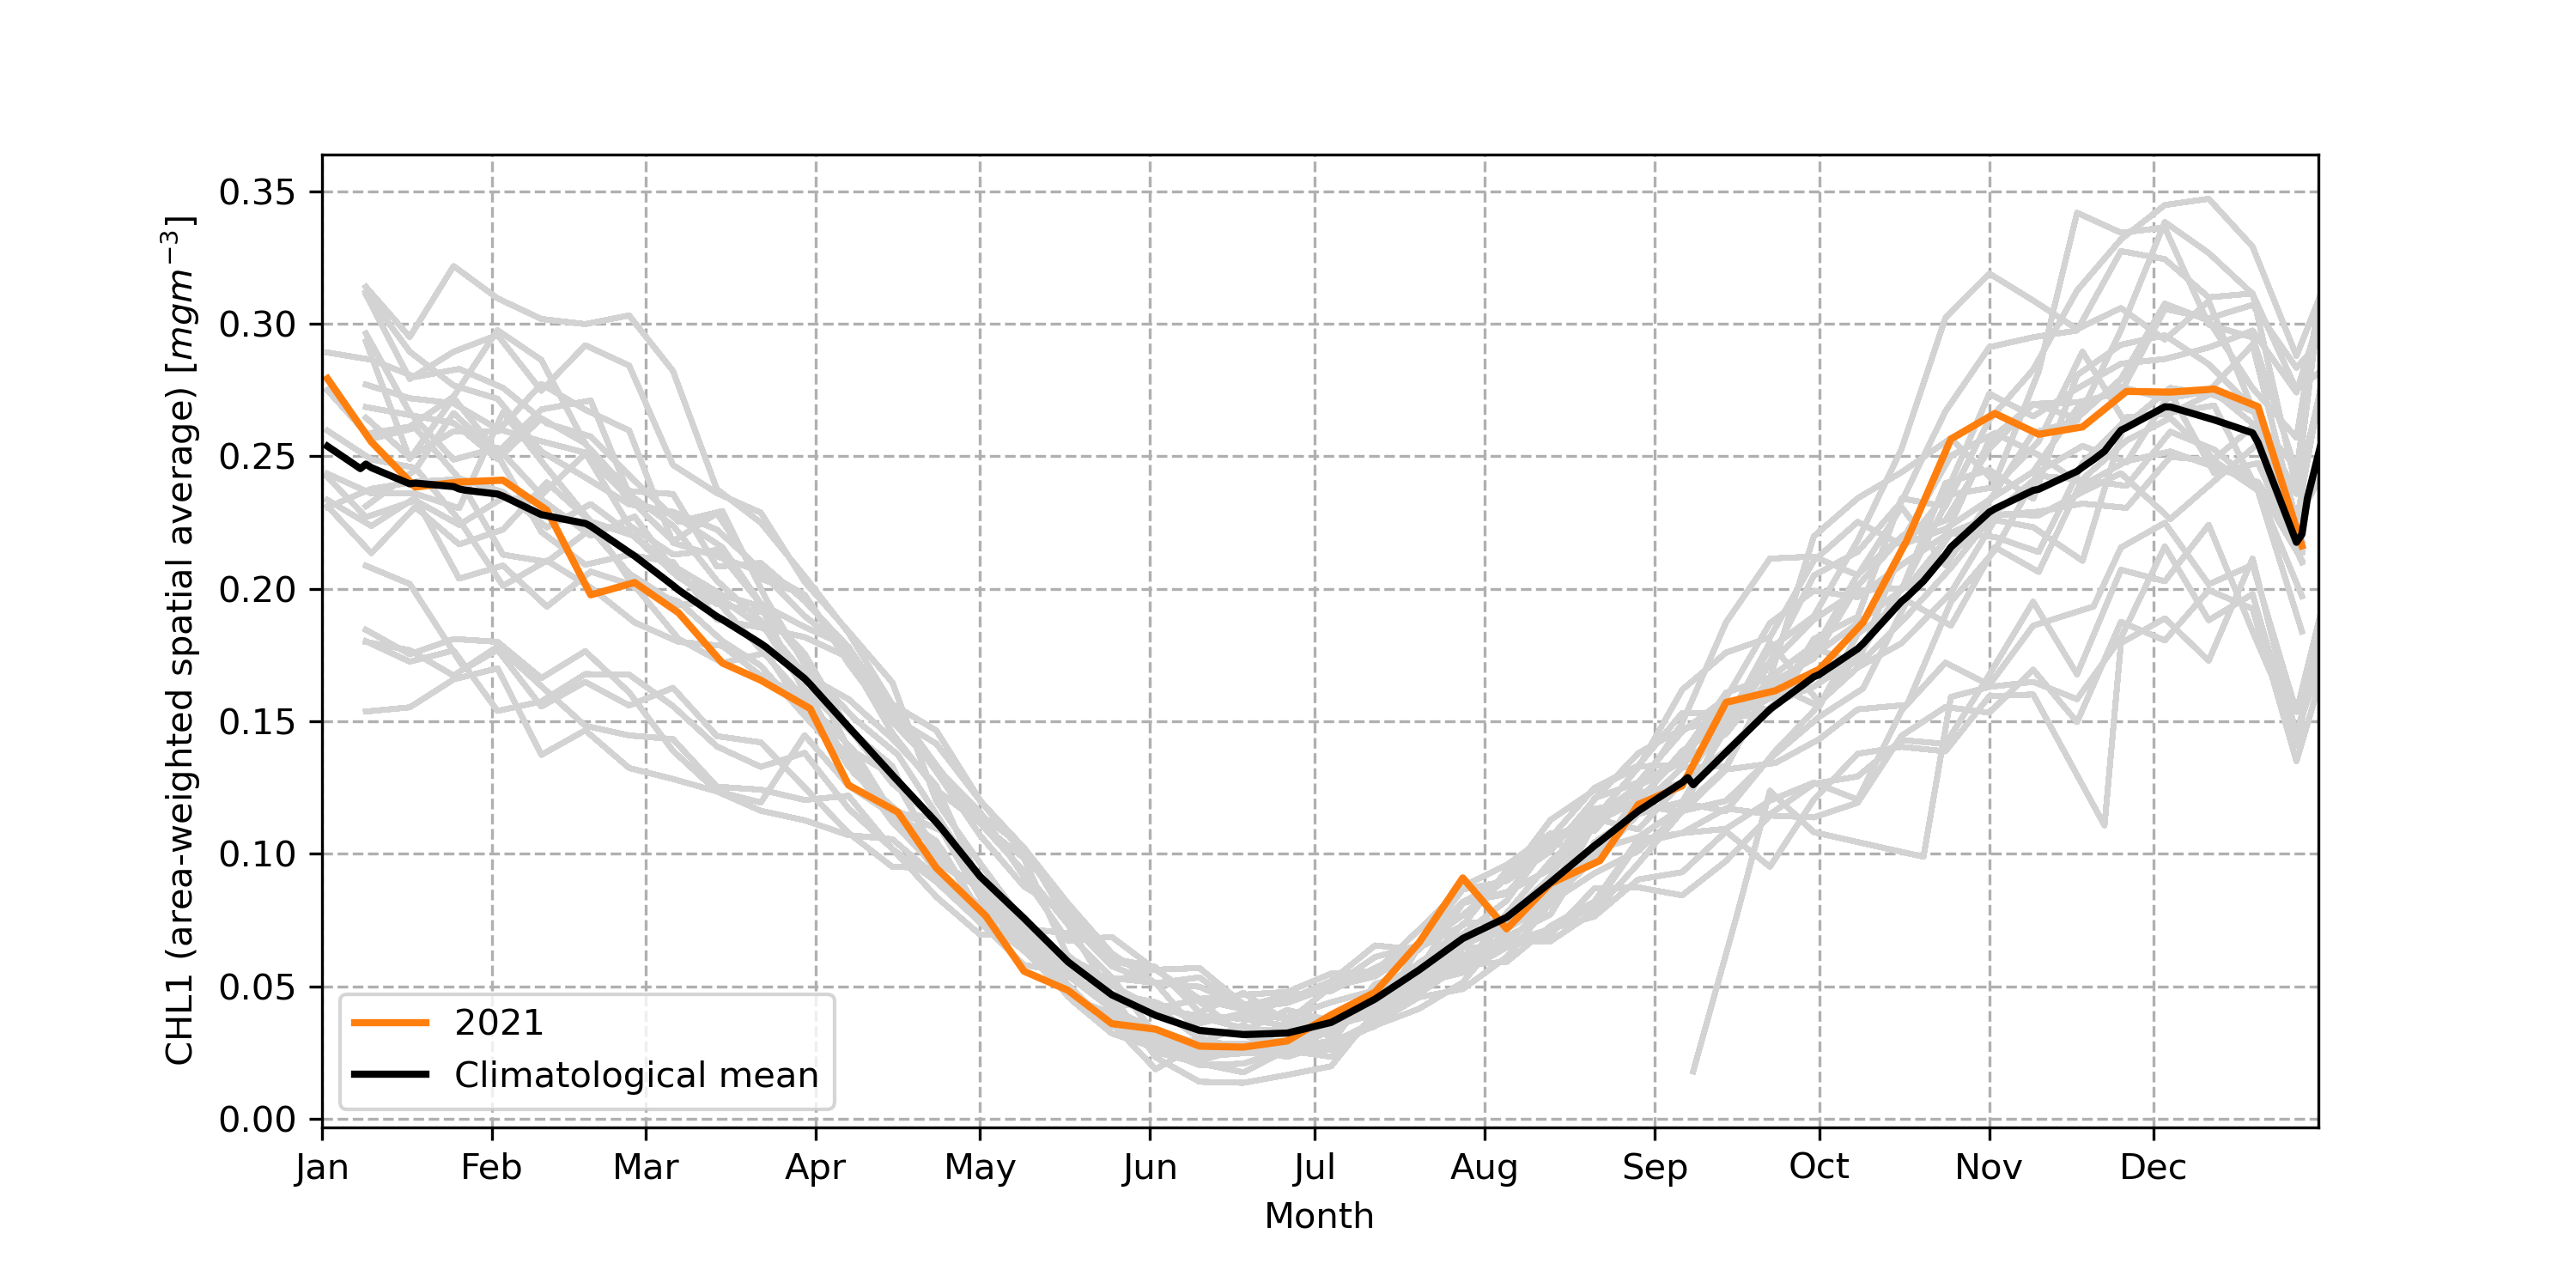 CHL1 (area-weighted spatial average) [mgm⁻³]
0.35
0.30
0.25
0.20
0.15
0.10
0.05
0.00
2021
Climatological mean
Jan Feb Mar Apr May Jun Jul Aug Sep Oct Nov Dec
Month